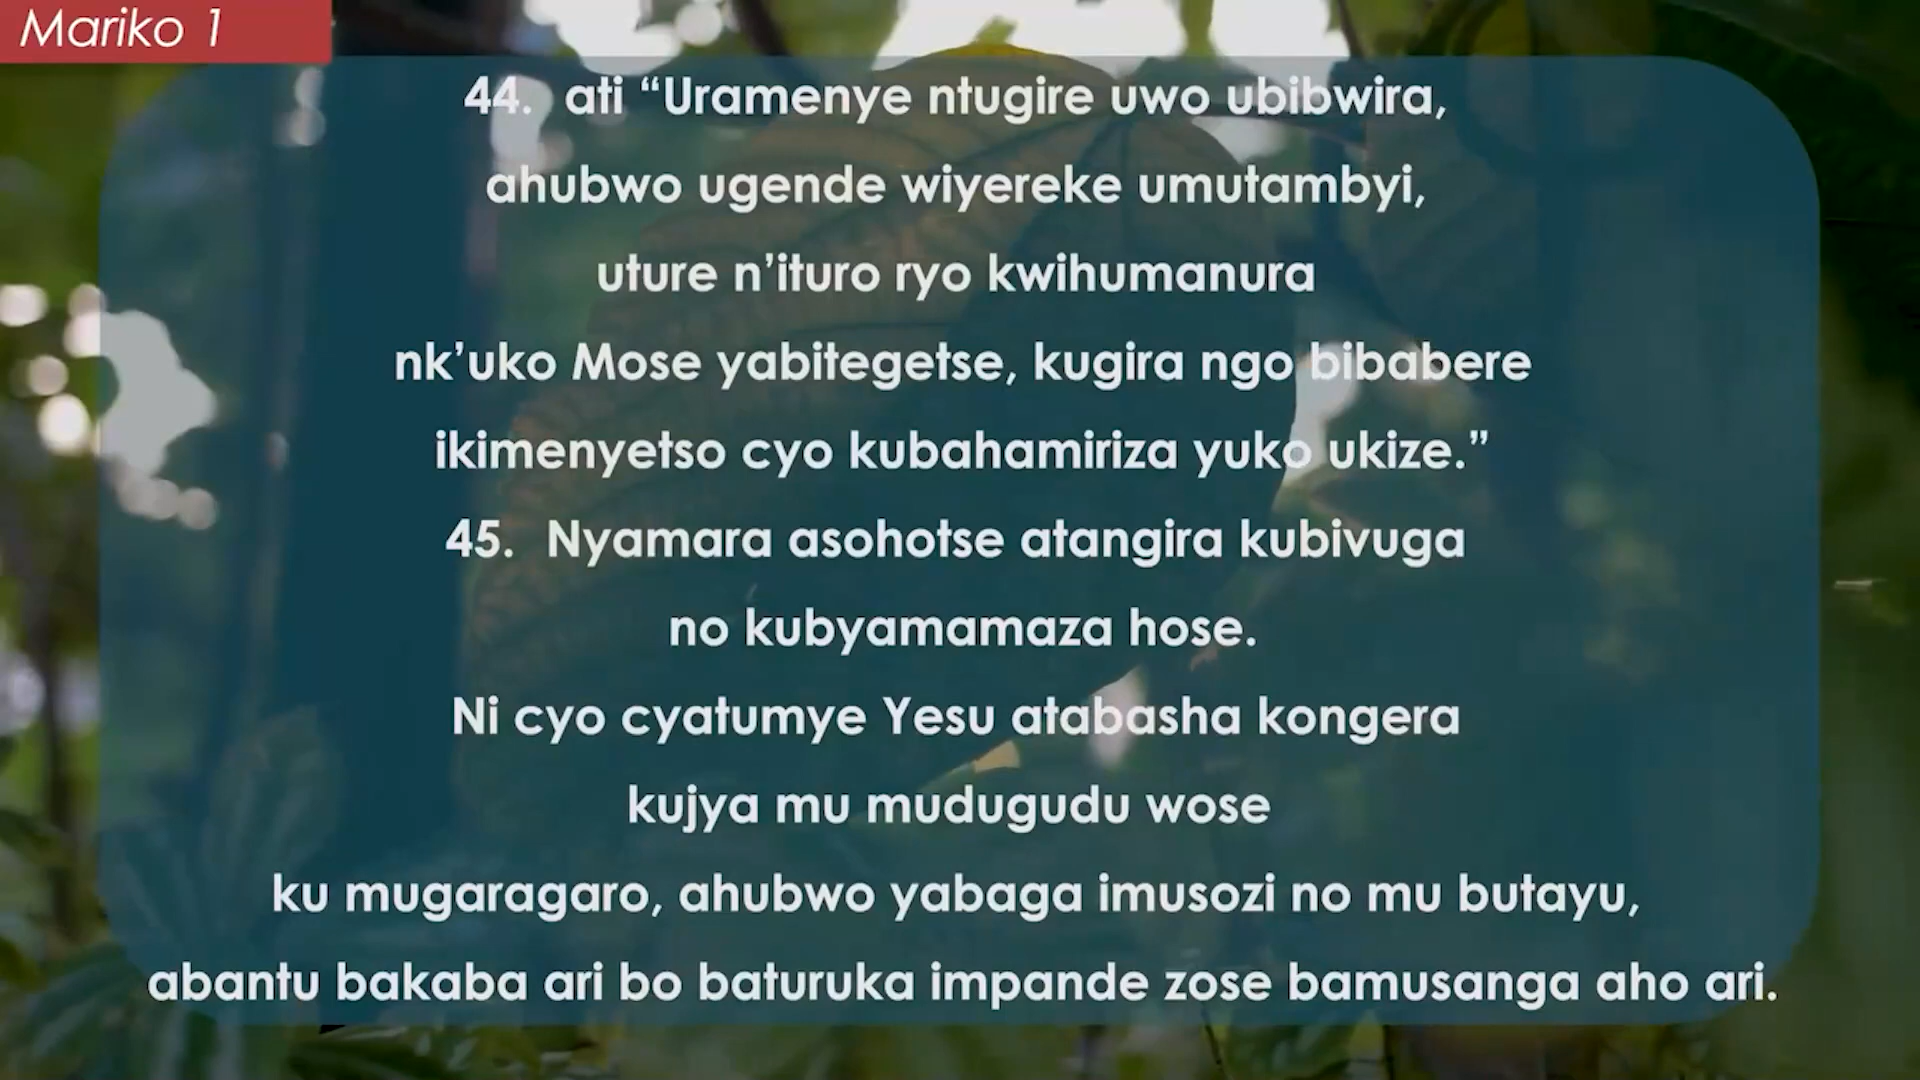 Mariko 1
44. ati “Uramenye ntugire uwo ubibwira,
ahubwo ugende wiyereke umutambyi,
uture n’ituro ryo kwihumanura
nk’uko Mose yabitegetse, kugira ngo bibabere
ikimenyetso cyo kubahamiriza yuko ukize.”
45. Nyamara asohotse atangira kubivuga
no kubyamamaza hose.
Ni cyo cyatumye Yesu atabasha kongera
kujya mu mudugudu wose
ku mugaragaro, ahubwo yabaga imusozi no mu butayu,
abantu bakaba ari bo baturuka impande zose bamusanga aho ari.